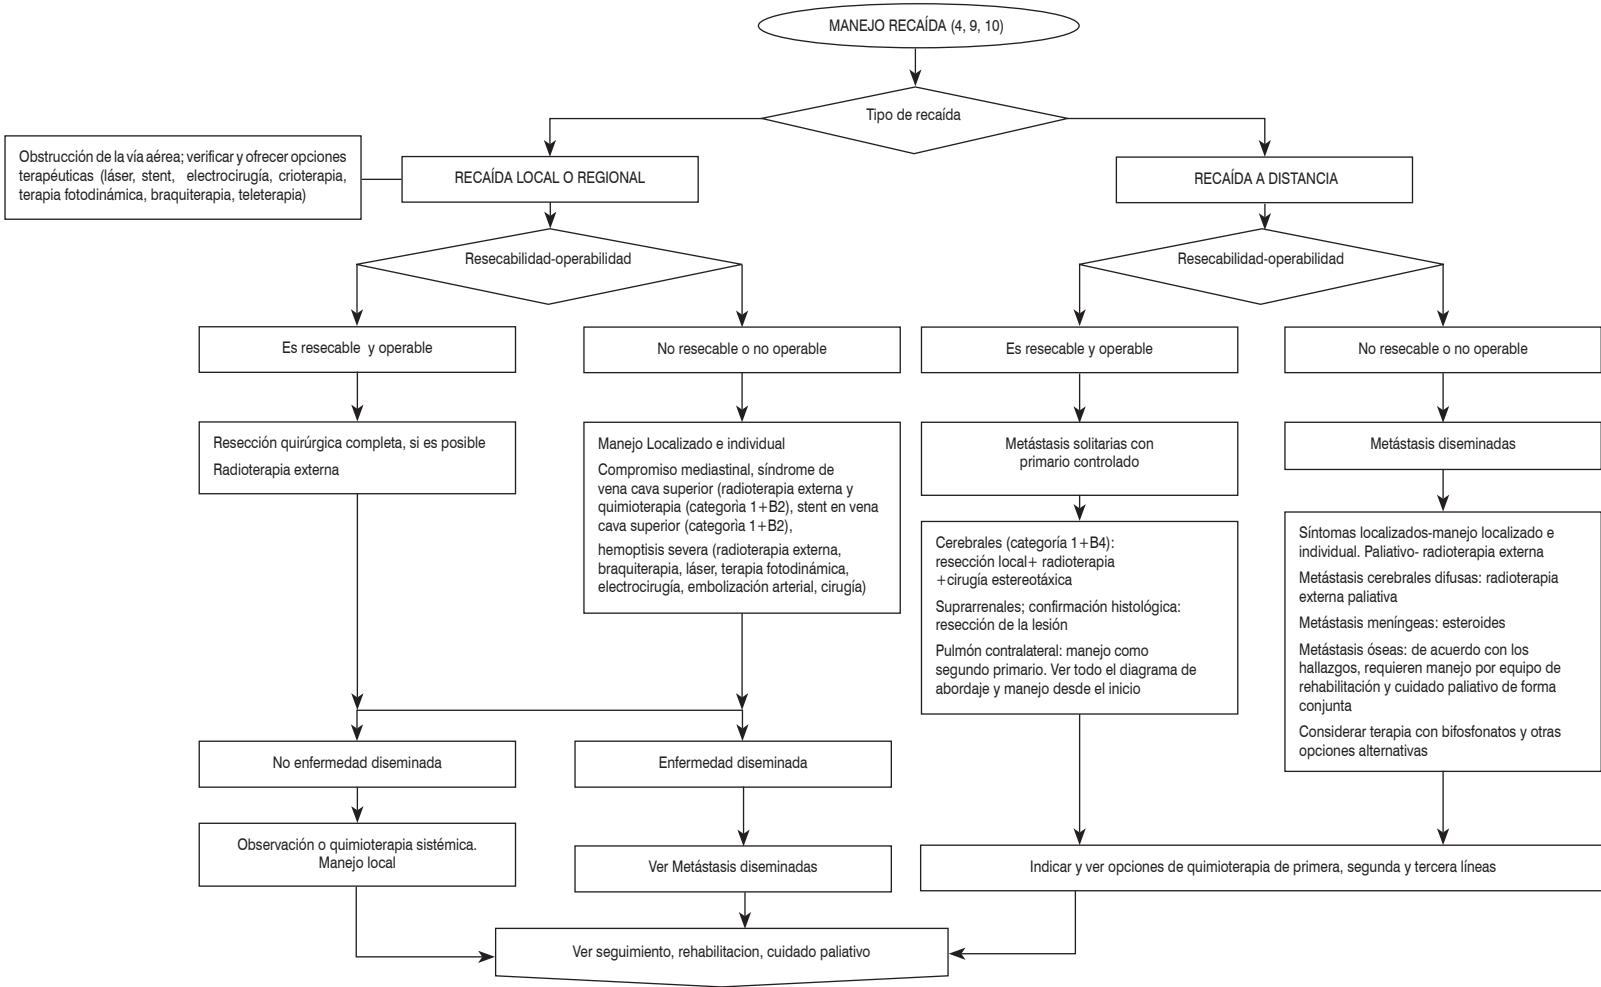 MANEJO RECAÍDA (4, 9, 10)
Tipo de recaída
Obstrucción de la vía aérea; verificar y ofrecer opciones
terapéuticas (láser, stent, electrocirugía, crioterapia,
terapia fotodinámica, braquiterapia, teleterapia)
RECAÍDA LOCAL O REGIONAL
RECAÍDA A DISTANCIA
Resecabilidad-operabilidad
Resecabilidad-operabilidad
Es resecable y operable
No resecable o no operable
Es resecable y operable
No resecable o no operable
Resección quirúrgica completa, si es posible
Radioterapia externa
Manejo Localizado e individual
Compromiso mediastinal, síndrome de
vena cava superior (radioterapia externa y
quimioterapia (categorìa 1+B2), stent en vena
cava superior (categorìa 1+B2),
hemoptisis severa (radioterapia externa,
braquiterapia, láser, terapia fotodinámica,
electrocirugía, embolización arterial, cirugía)
Metástasis solitarias con
primario controlado
Metástasis diseminadas
Cerebrales (categoría 1+B4):
resección local+ radioterapia
+cirugía estereotáxica
Suprarrenales; confirmación histológica:
resección de la lesión
Pulmón contralateral: manejo como
segundo primario. Ver todo el diagrama de
abordaje y manejo desde el inicio
Síntomas localizados-manejo localizado e
individual. Paliativo- radioterapia externa
Metástasis cerebrales difusas: radioterapia
externa paliativa
Metástasis meníngeas: esteroides
Metástasis óseas: de acuerdo con los
hallazgos, requieren manejo por equipo de
rehabilitación y cuidado paliativo de forma
conjunta
Considerar terapia con bifosfonatos y otras
opciones alternativas
No enfermedad diseminada
Enfermedad diseminada
Observación o quimioterapia sistémica.
Manejo local
Ver Metástasis diseminadas
Indicar y ver opciones de quimioterapia de primera, segunda y tercera líneas
Ver seguimiento, rehabilitacion, cuidado paliativo